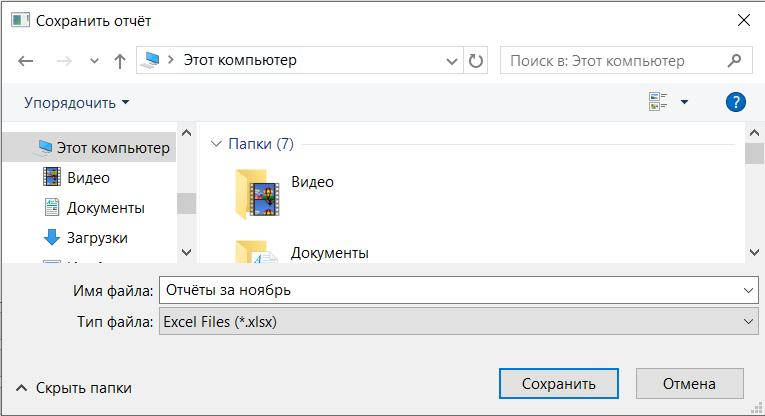 Сохранить отчёт
Этот компьютер
Поиск в: Этот компьютер
Упорядочить
?
Этот компьютер
Видео
Документы
Загрузки
Папки (7)
Видео
Документы
Имя файла: Отчёты за ноябрь
Тип файла: Excel Files (*.xlsx)
Скрыть папки
Сохранить
Отмена